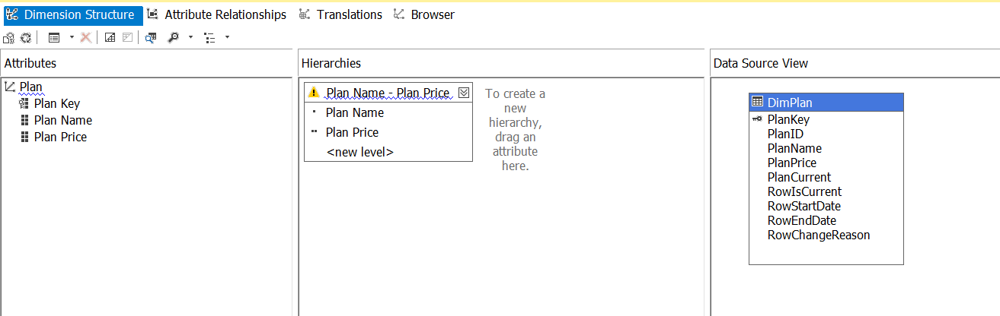 Dimension Structure Attribute Relationships Translations Browser
Attributes
Plan
Plan Key
Plan Name
Plan Price
Hierarchies
Plan Name - Plan Price
Plan Name
Plan Price
<new level>
To create a
new
hierarchy,
drag an
attribute
here.
Data Source View
DimPlan
PlanKey
PlanID
PlanName
PlanPrice
PlanCurrent
RowIsCurrent
RowStartDate
RowEndDate
RowChangeReason